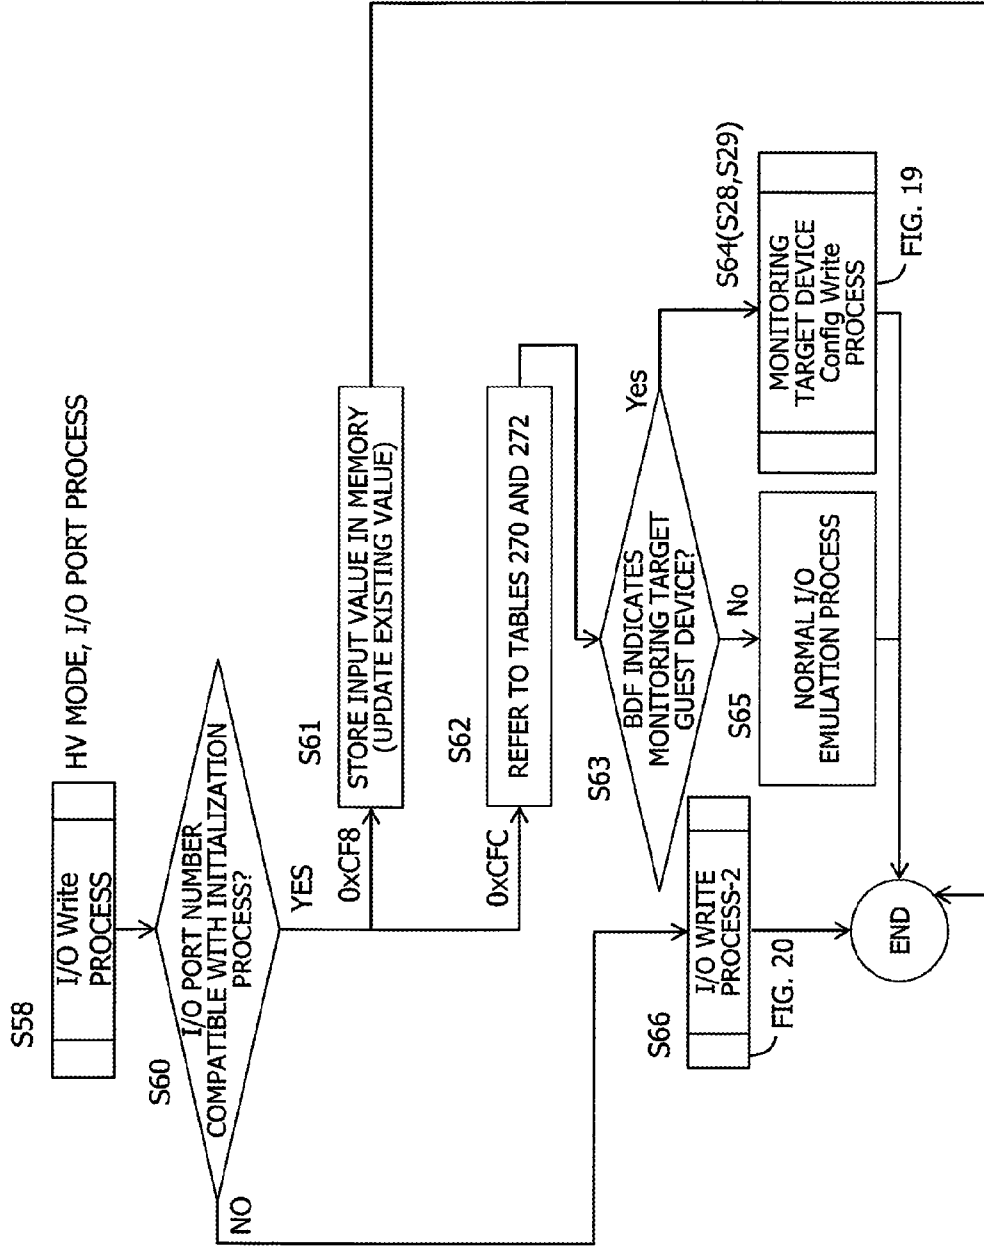 S58
I/O Write
PROCESS
HV MODE, I/O PORT PROCESS
S60
I/O PORT NUMBER
COMPATIBLE WITH INITIALIZATION
PROCESS?
NO
YES
0xCF8
S61
STORE INPUT VALUE IN MEMORY
(UPDATE EXISTING VALUE)
0xCFC
S62
REFER TO TABLES 270 AND 272
S63
BDF INDICATES
MONITORING TARGET
GUEST DEVICE?
Yes
No
S64(S28,S29)
MONITORING
TARGET DEVICE
Config Write
PROCESS
FIG. 19
S65
NORMAL I/O
EMULATION PROCESS
S66
I/O WRITE
PROCESS-2
FIG. 20
END